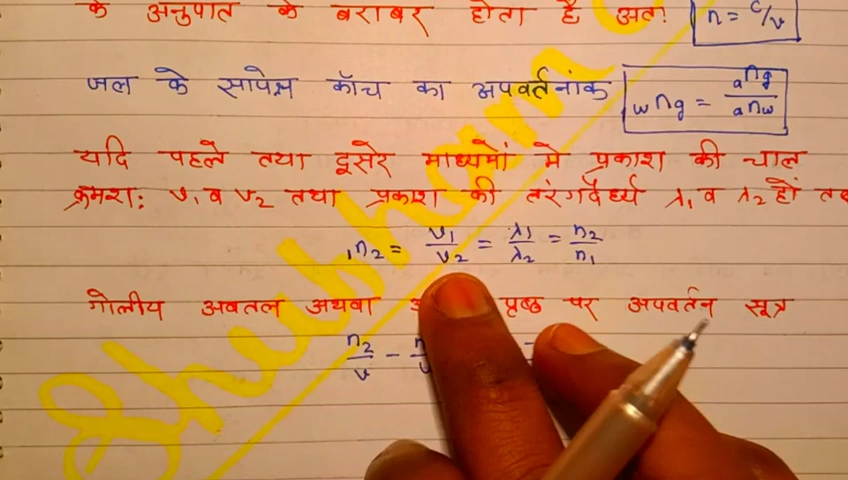 के अनुपात के बराबर होता है अतः n = c/v
जल के सापेक्ष काँच का अपवर्तनांक wng = ang/anw
यदि पहले तथा दूसरे माध्यमों मे प्रकाश की चाल
क्रमश: v1 व v2 तथा प्रकाश की तरंगदैर्ध्य λ1 व λ2 हों तब
1n2 = v1/v2 = λ1/λ2 = n2/n1
गोलीय अवतल अथवा पृष्ठ पर अपवर्तन सूत्र
n2/v -
Shubham